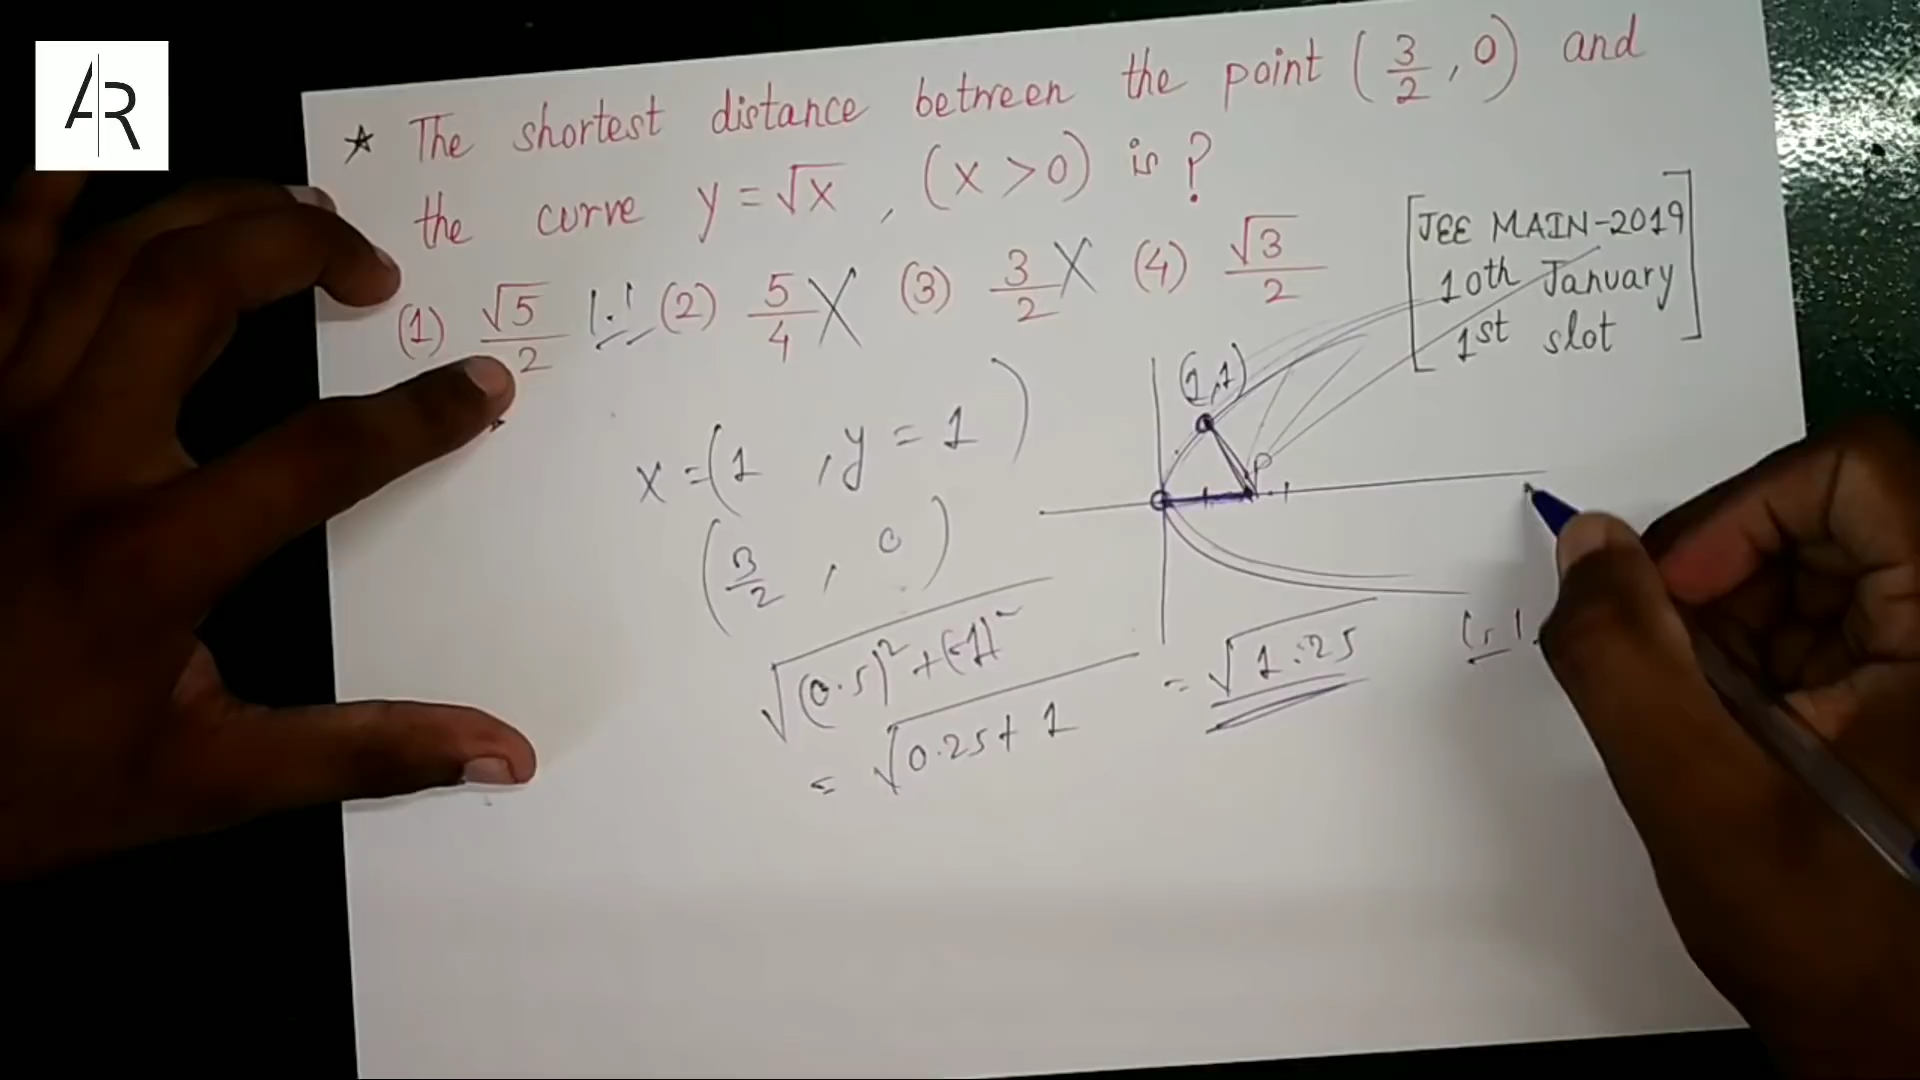 AR
★ The shortest distance between the point (3/2, 0) and
the curve y = √x, (x > 0) is ?
[JEE MAIN-2019
10th January
1st slot]
(1) √5/2 1.1 (2) 5/4 X (3) 3/2 X (4) √3/2
(1,1)
P
x = (1, y = 1)
(3/2, 0)
√(0.5)² + (-1)²
= √0.25 + 1
= √1.25